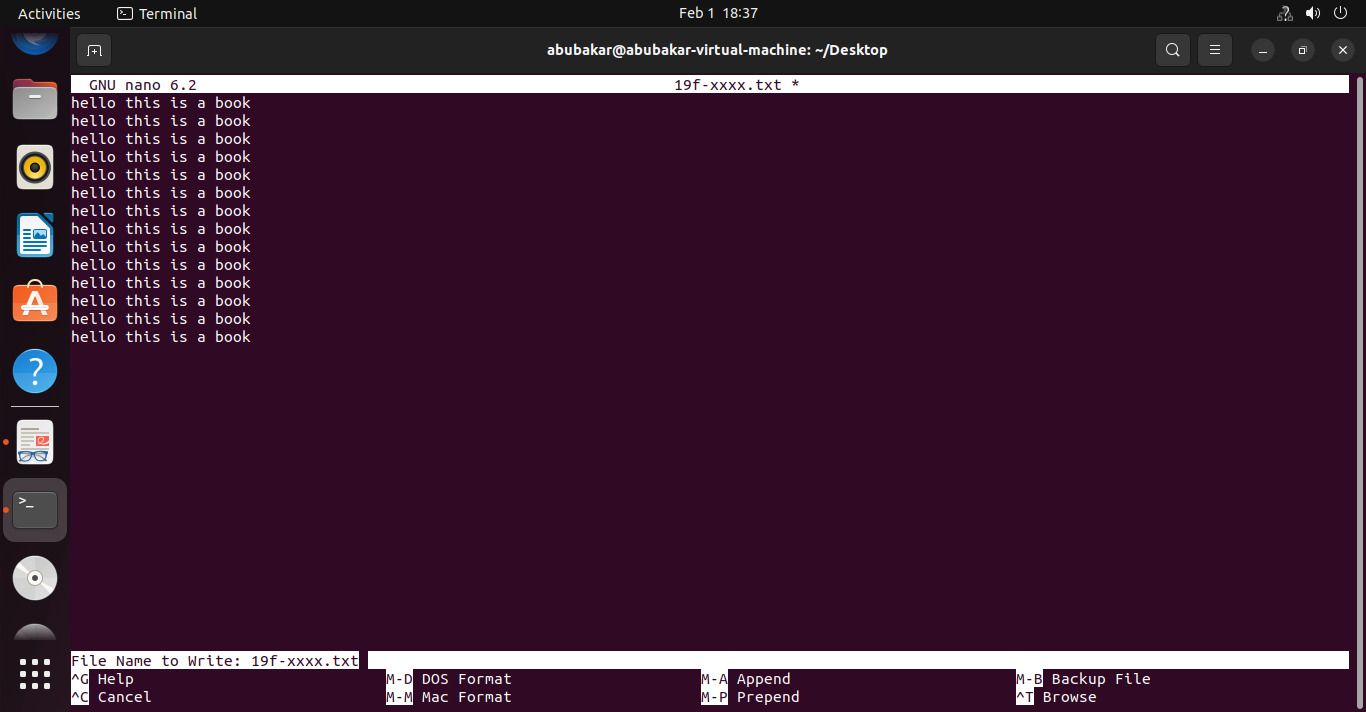 Activities Terminal Feb 1 18:37
abubakar@abubakar-virtual-machine: ~/Desktop
GNU nano 6.2 19f-xxxx.txt *
hello this is a book
hello this is a book
hello this is a book
hello this is a book
hello this is a book
hello this is a book
hello this is a book
hello this is a book
hello this is a book
hello this is a book
hello this is a book
hello this is a book
hello this is a book
hello this is a book
File Name to Write: 19f-xxxx.txt
^G Help M-D DOS Format M-A Append M-B Backup File
^C Cancel M-M Mac Format M-P Prepend ^T Browse